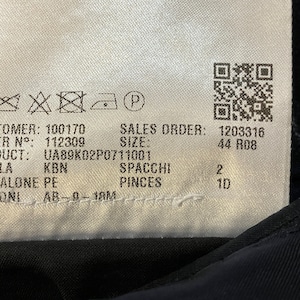 P
TOMER: 100170 SALES ORDER: 1203316
ER Nº: 112309 SIZE: 44 R08
DUCT: UA89K02P0711001
LA KBN SPACCHI 2
ALONE PE PINCES 1D
ONI AB-9-18M